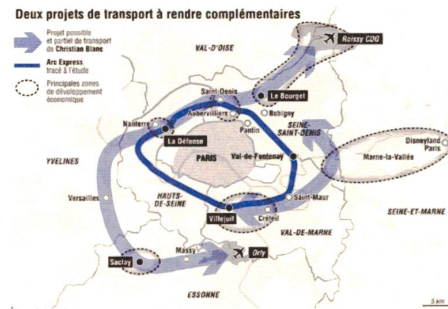 Deux projets de transport à rendre complémentaires
Projet possible
et partiel de transport
de Christian Blanc
Arc Express,
tracé à l'étude
Principales zones
de développement
économique
VAL-D'OISE
Roissy CDG
Saint-Denis
Le Bourget
Aubervilliers
Bobigny
Nanterre
La Défense
Pantin
SEINE-
SAINT-DENIS
Disneyland
Paris
PARIS
Val-de-Fontenay
Marne-la-Vallée
YVELINES
Versailles
HAUTS-
DE-SEINE
Saint-Maur
Villejuif
Créteil
SEINE-ET-MARNE
VAL-DE-MARNE
Massy
Orly
Saclay
ESSONNE
5 km